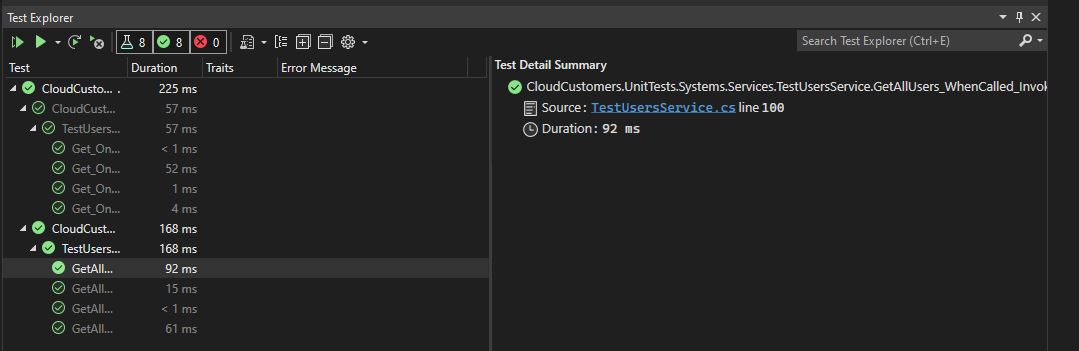 Test Explorer
8 8 0
Search Test Explorer (Ctrl+E)
Test Duration Traits Error Message
CloudCusto... . 225 ms
CloudCust... 57 ms
TestUsers... 57 ms
Get_On... < 1 ms
Get_On... 52 ms
Get_On... 1 ms
Get_On... 4 ms
CloudCust... 168 ms
TestUsers... 168 ms
GetAll... 92 ms
GetAll... 15 ms
GetAll... < 1 ms
GetAll... 61 ms
Test Detail Summary
CloudCustomers.UnitTests.Systems.Services.TestUsersService.GetAllUsers_WhenCalled_Invok
Source: TestUsersService.cs line 100
Duration: 92 ms